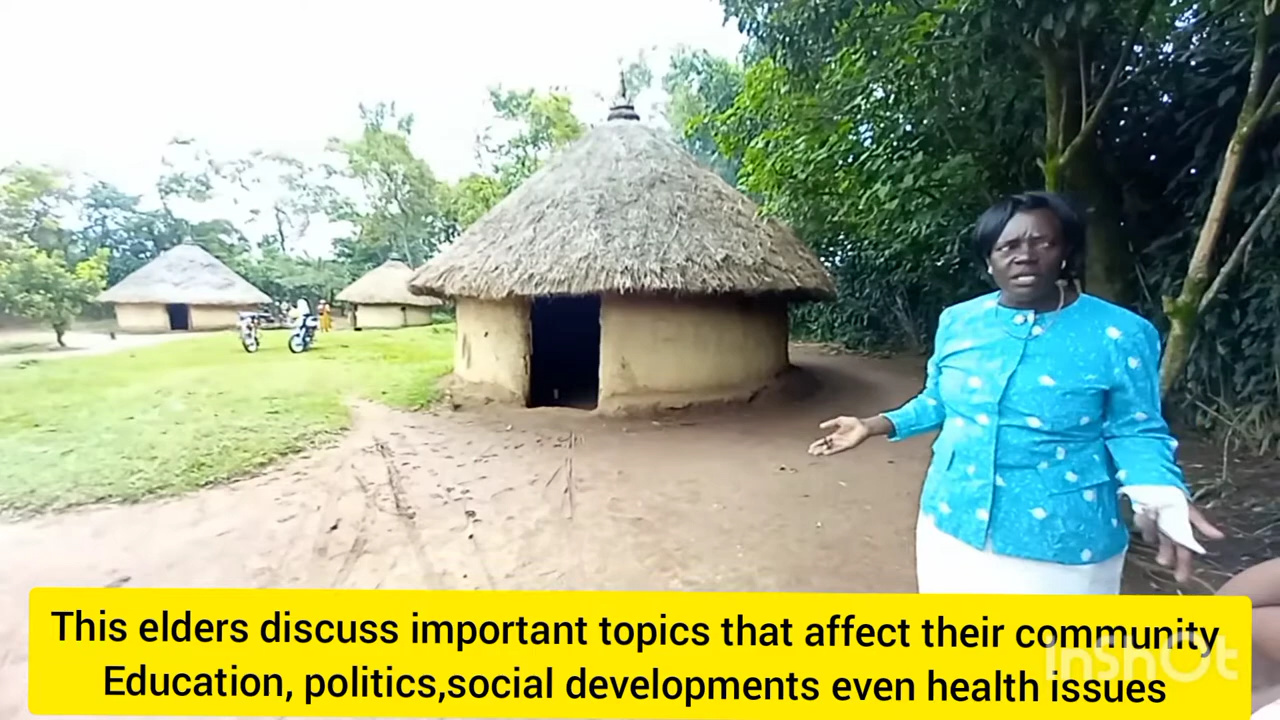 This elders discuss important topics that affect their community
Education, politics,social developments even health issues
InShOt